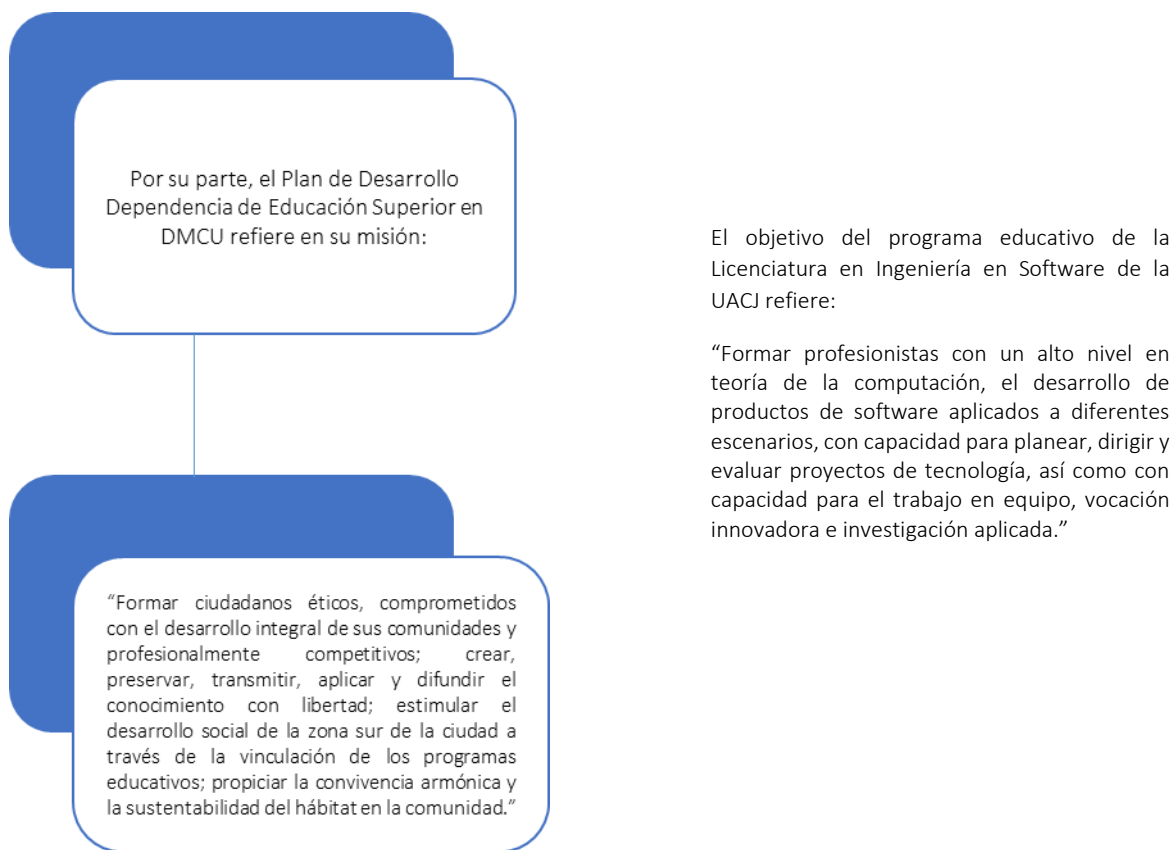 Por su parte, el Plan de Desarrollo
Dependencia de Educación Superior en
DMCU refiere en su misión:
“Formar ciudadanos éticos, comprometidos
con el desarrollo integral de sus comunidades y
profesionalmente competitivos; crear,
preservar, transmitir, aplicar y difundir el
conocimiento con libertad; estimular el
desarrollo social de la zona sur de la ciudad a
través de la vinculación de los programas
educativos; propiciar la convivencia armónica y
la sustentabilidad del hábitat en la comunidad.”
El objetivo del programa educativo de la
Licenciatura en Ingeniería en Software de la
UACJ refiere:
“Formar profesionistas con un alto nivel en
teoría de la computación, el desarrollo de
productos de software aplicados a diferentes
escenarios, con capacidad para planear, dirigir y
evaluar proyectos de tecnología, así como con
capacidad para el trabajo en equipo, vocación
innovadora e investigación aplicada.”